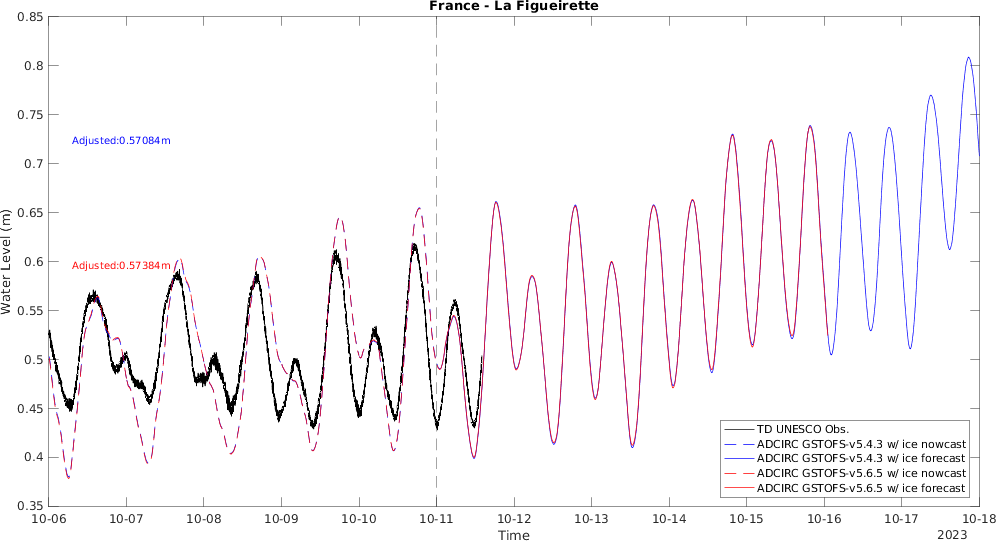 France - La Figueirette
0.85
0.8
0.75
0.7
0.65
0.6
0.55
0.5
0.45
0.4
0.35
Water Level (m)
Adjusted:0.57084m
Adjusted:0.57384m
TD UNESCO Obs.
ADCIRC GSTOFS-v5.4.3 w/ ice nowcast
ADCIRC GSTOFS-v5.4.3 w/ ice forecast
ADCIRC GSTOFS-v5.6.5 w/ ice nowcast
ADCIRC GSTOFS-v5.6.5 w/ ice forecast
10-06 10-07 10-08 10-09 10-10 10-11 10-12 10-13 10-14 10-15 10-16 10-17 10-18
Time
2023